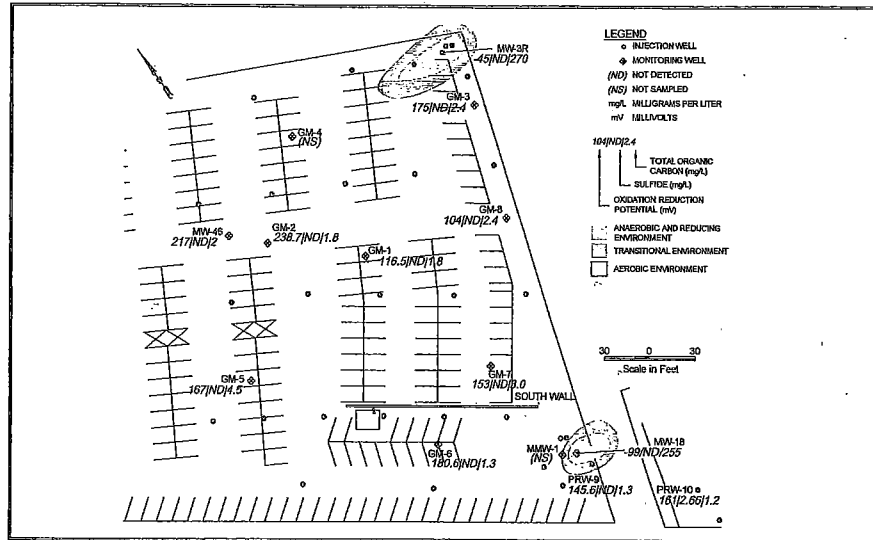 MW-3R
-45|ND|270
GM-3
175|ND|2.4
GM-4
(NS)
GM-8
104|ND|2.4
MW-46
217|ND|2
GM-2
238.7|ND|1.8
GM-1
116.5|ND|1.8
GM-5
167|ND|4.5
GM-7
153|ND|3.0
SOUTH WALL
GM-6
180.6|ND|1.3
MMW-1
(NS)
MW-18
-99/ND/255
PRW-9
145.6|ND|1.3
PRW-10
161|2.66|1.2
LEGEND
INJECTION WELL
MONITORING WELL
(ND) NOT DETECTED
(NS) NOT SAMPLED
mg/L MILLIGRAMS PER LITER
mV MILLIVOLTS
104|ND|2.4
TOTAL ORGANIC
CARBON (mg/L)
SULFIDE (mg/L)
OXIDATION REDUCTION
POTENTIAL (mV)
ANAEROBIC AND REDUCING
ENVIRONMENT
TRANSITIONAL ENVIRONMENT
AEROBIC ENVIRONMENT
30 0 30
Scale in Feet